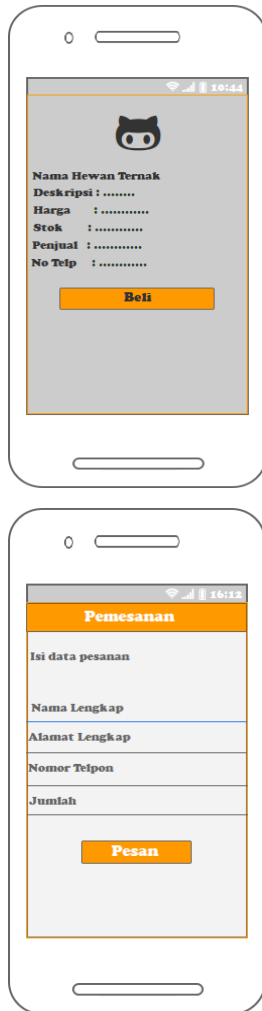 10:44
Nama Hewan Ternak
Deskripsi : ........
Harga : ............
Stok : ............
Penjual : ............
No Telp : ............
Beli
16:12
Pemesanan
Isi data pesanan
Nama Lengkap
Alamat Lengkap
Nomor Telpon
Jumlah
Pesan